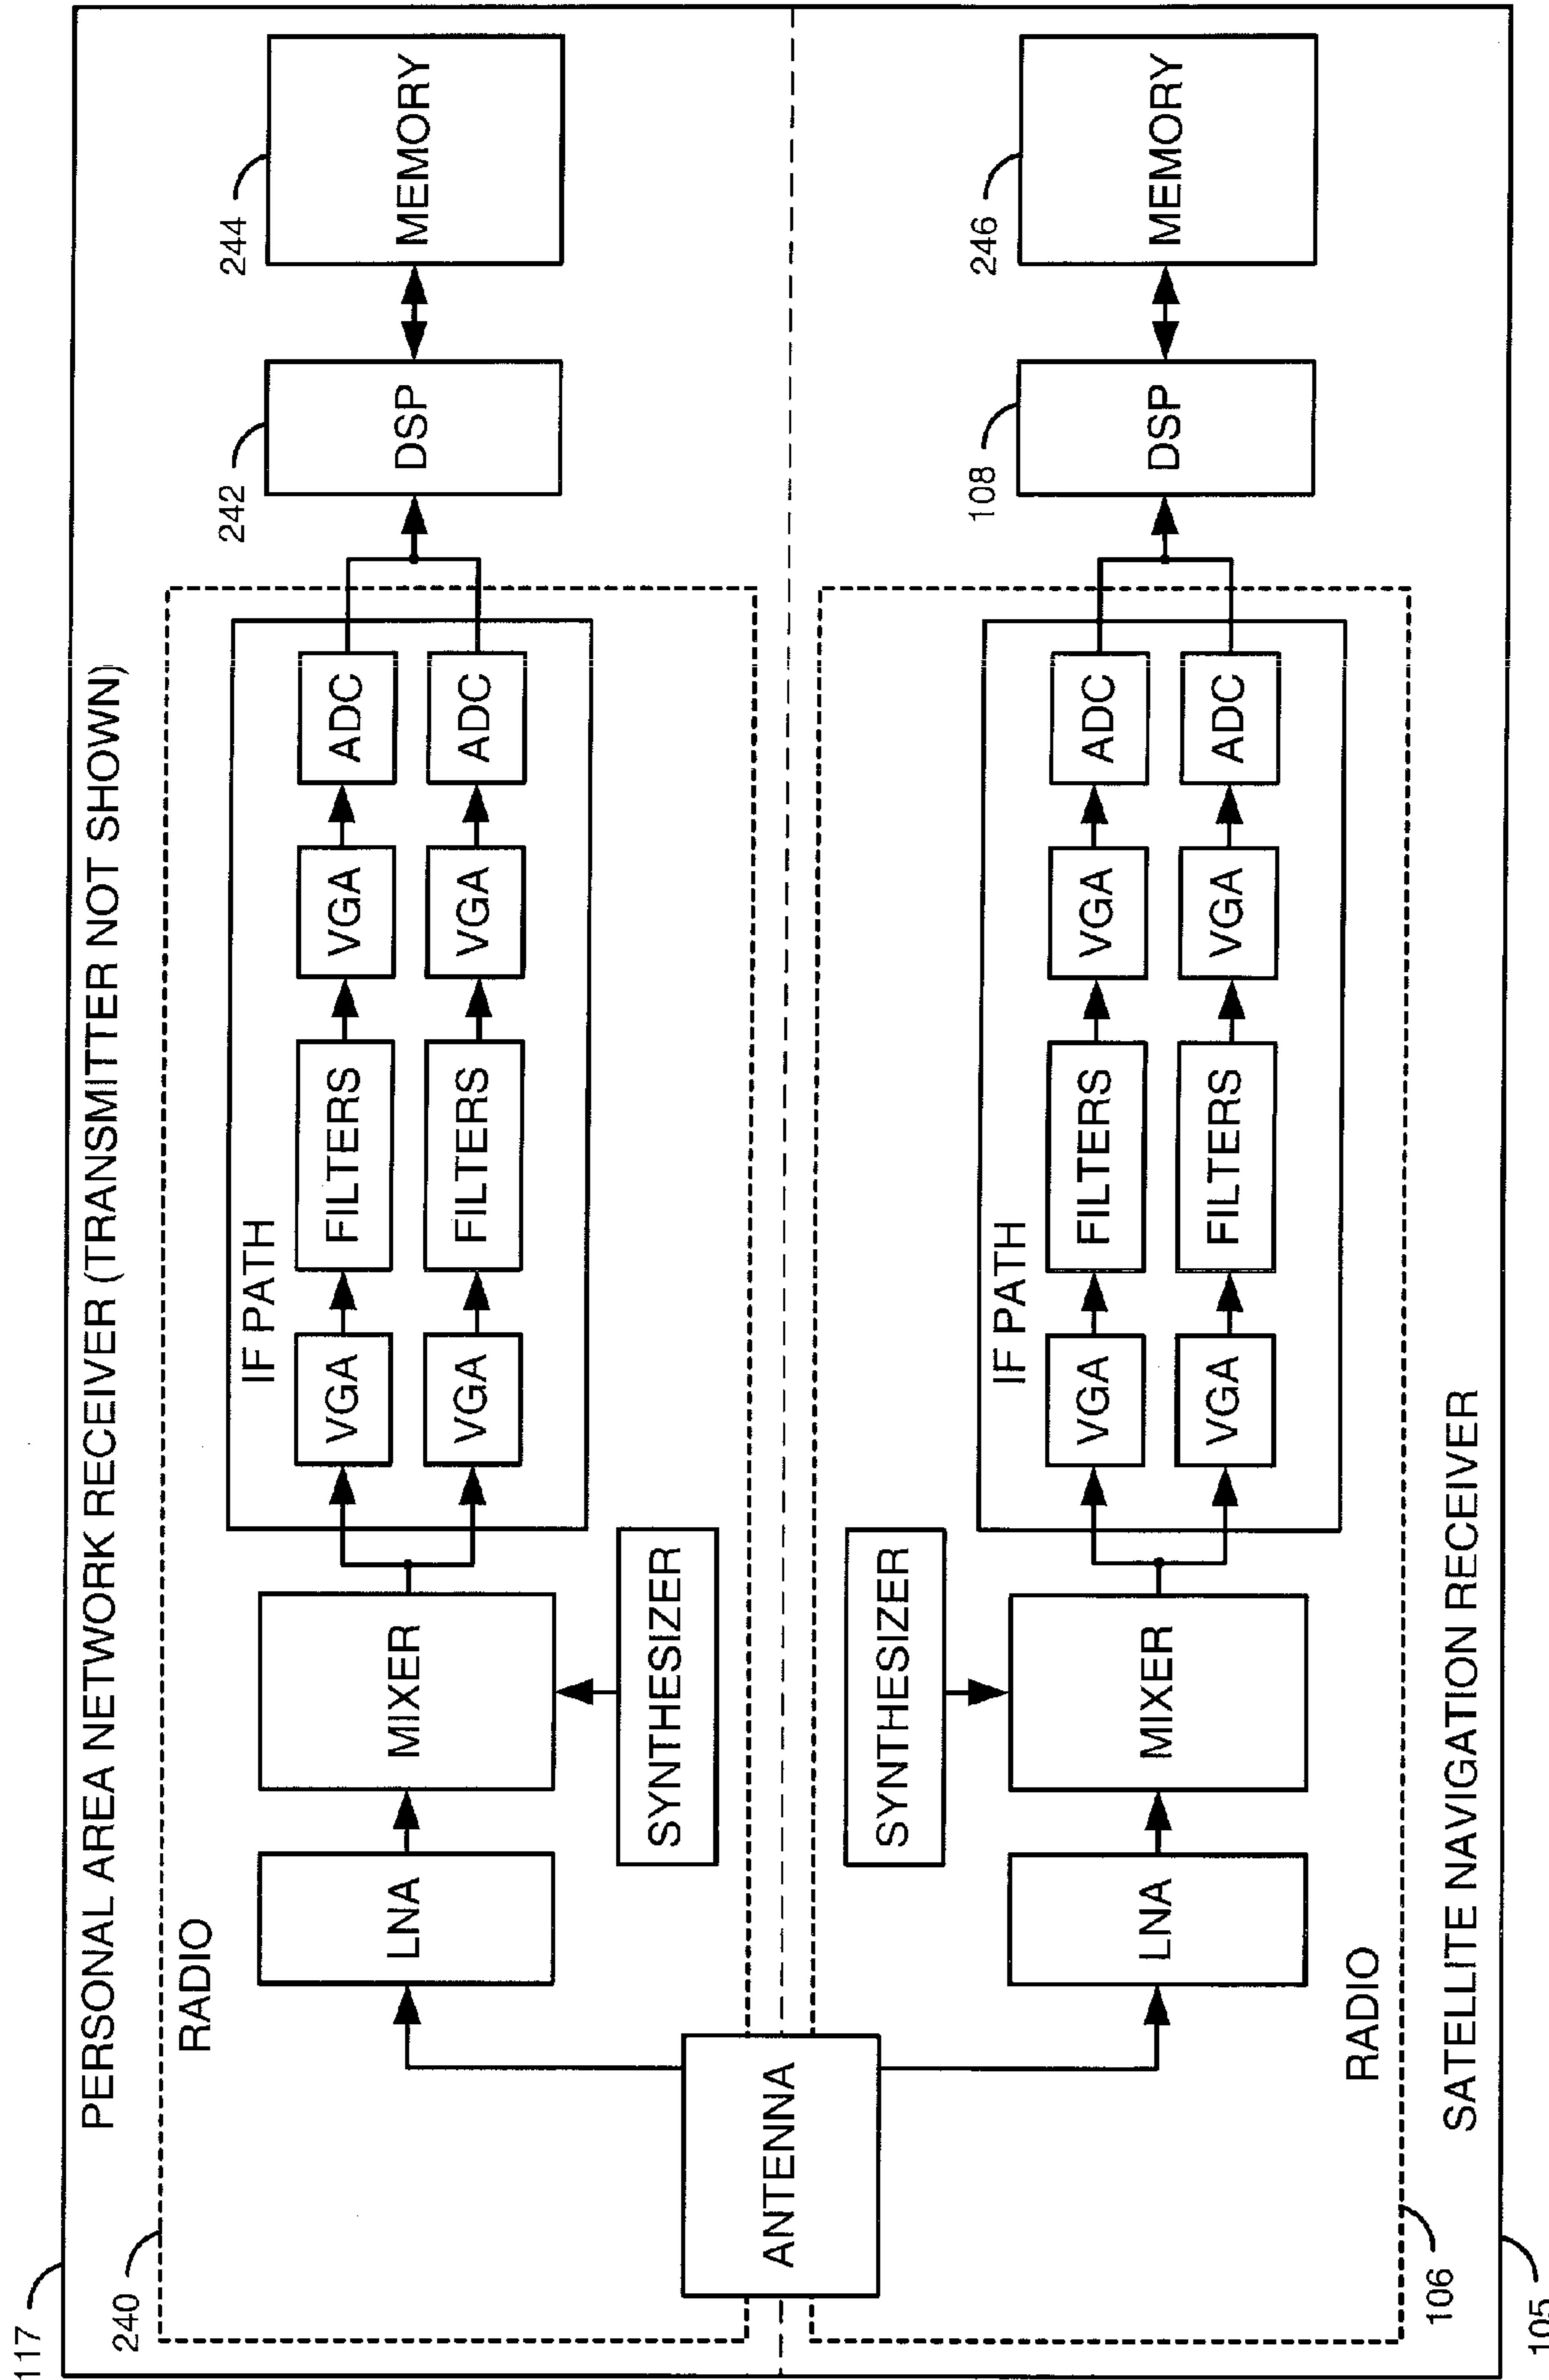 117
PERSONAL AREA NETWORK RECEIVER (TRANSMITTER NOT SHOWN)
240
RADIO
IF PATH
LNA
MIXER
VGA
FILTERS
VGA
ADC
VGA
FILTERS
VGA
ADC
SYNTHESIZER
242
DSP
244
MEMORY
ANTENNA
SYNTHESIZER
LNA
MIXER
IF PATH
VGA
FILTERS
VGA
ADC
VGA
FILTERS
VGA
ADC
108
DSP
246
MEMORY
RADIO
106
SATELLITE NAVIGATION RECEIVER
105